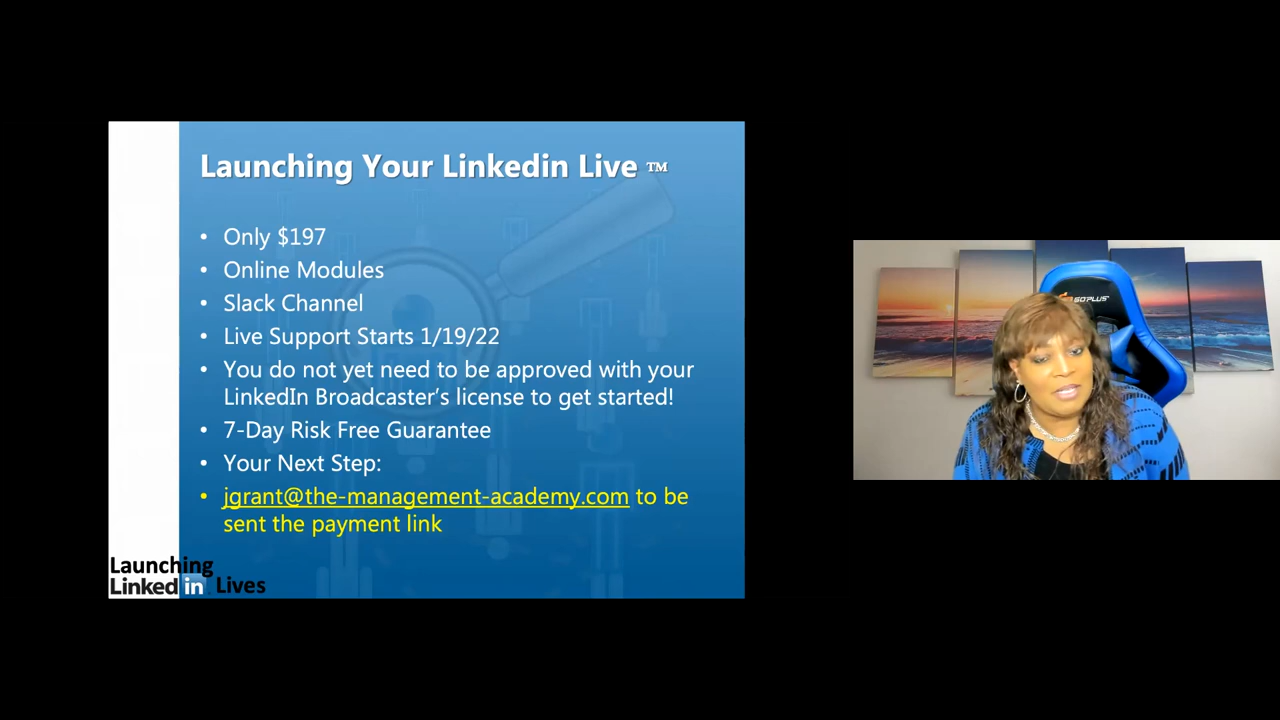 Launching Your Linkedin Live ™
• Only $197
• Online Modules
• Slack Channel
• Live Support Starts 1/19/22
• You do not yet need to be approved with your
LinkedIn Broadcaster’s license to get started!
• 7-Day Risk Free Guarantee
• Your Next Step:
• jgrant@the-management-academy.com to be
sent the payment link
Launching
Linked in Lives
GOPLUS